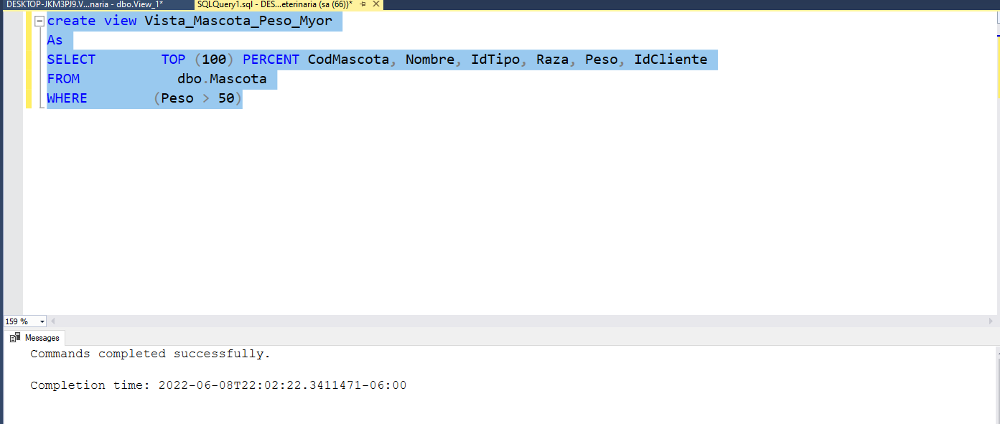 DESKTOP-JKM3PJ9.V...naria - dbo.View_1*
SQLQuery1.sql - DES...eterinaria (sa (66))*
create view Vista_Mascota_Peso_Myor
As
SELECT TOP (100) PERCENT CodMascota, Nombre, IdTipo, Raza, Peso, IdCliente
FROM dbo.Mascota
WHERE (Peso > 50)
159 %
Messages
Commands completed successfully.
Completion time: 2022-06-08T22:02:22.3411471-06:00